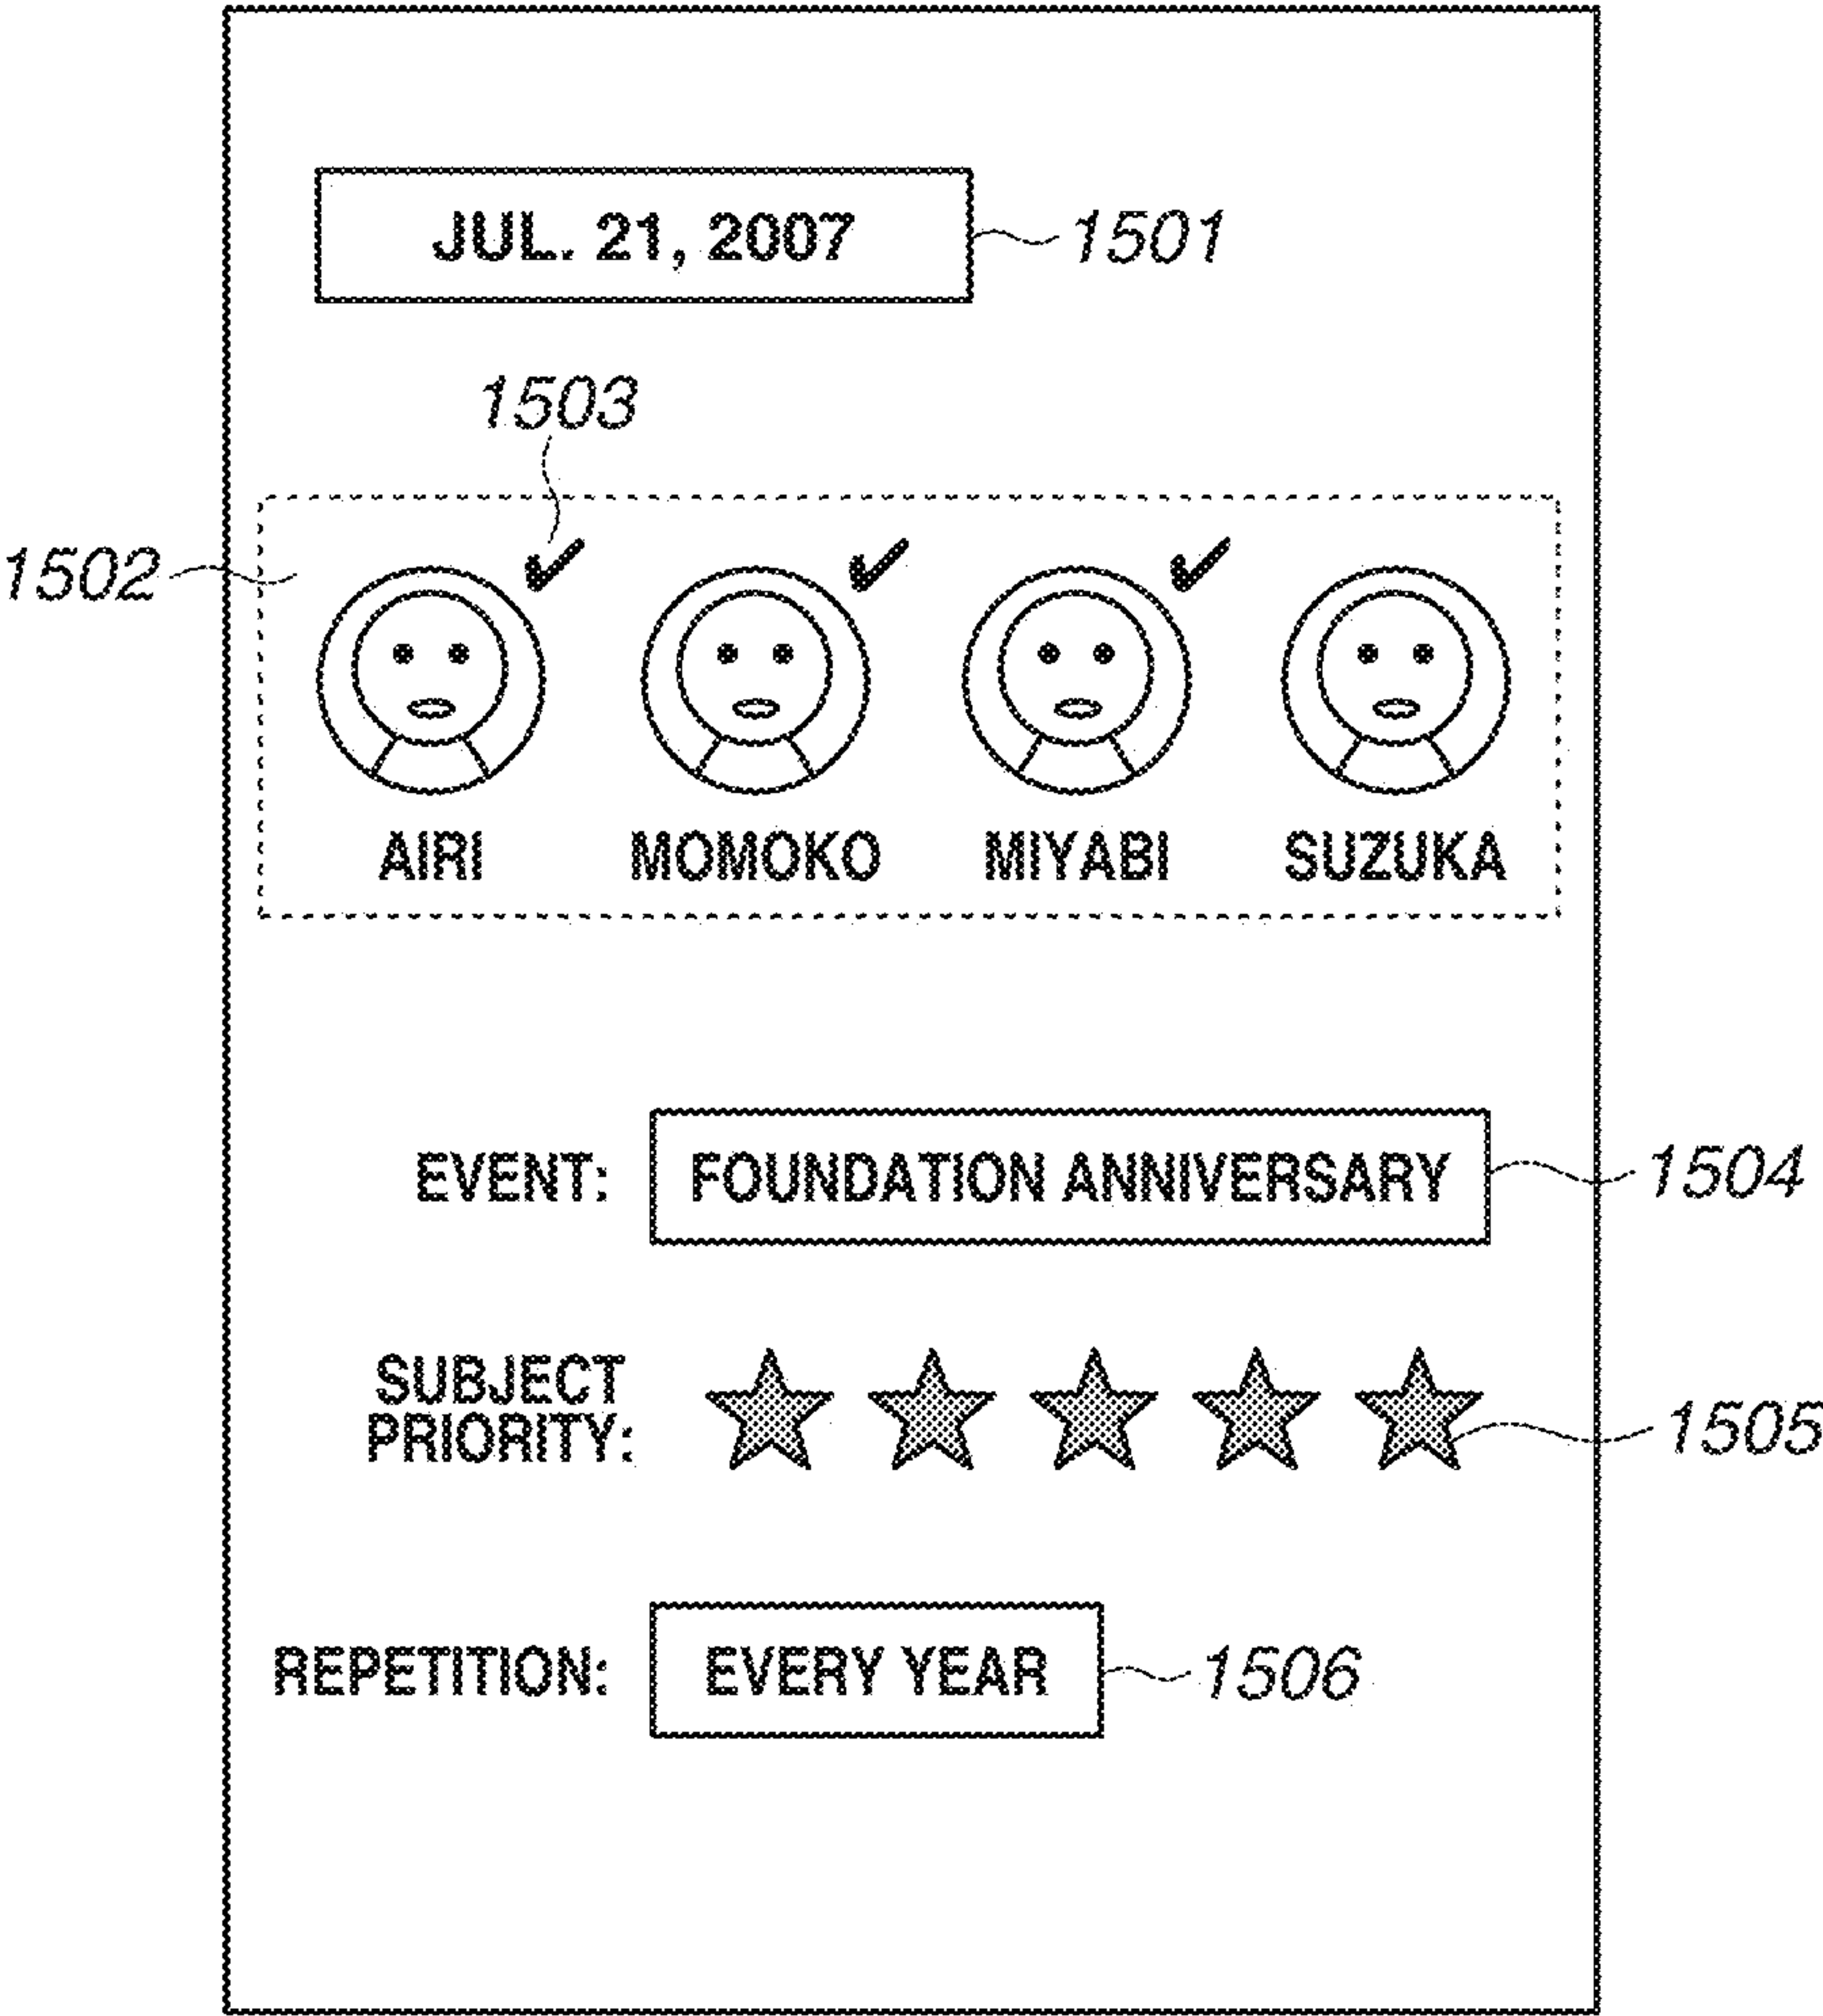 JUL. 21, 2007 1501
1503
1502
AIRI MOMOKO MIYABI SUZUKA
EVENT: FOUNDATION ANNIVERSARY 1504
SUBJECT
PRIORITY: 1505
REPETITION: EVERY YEAR 1506